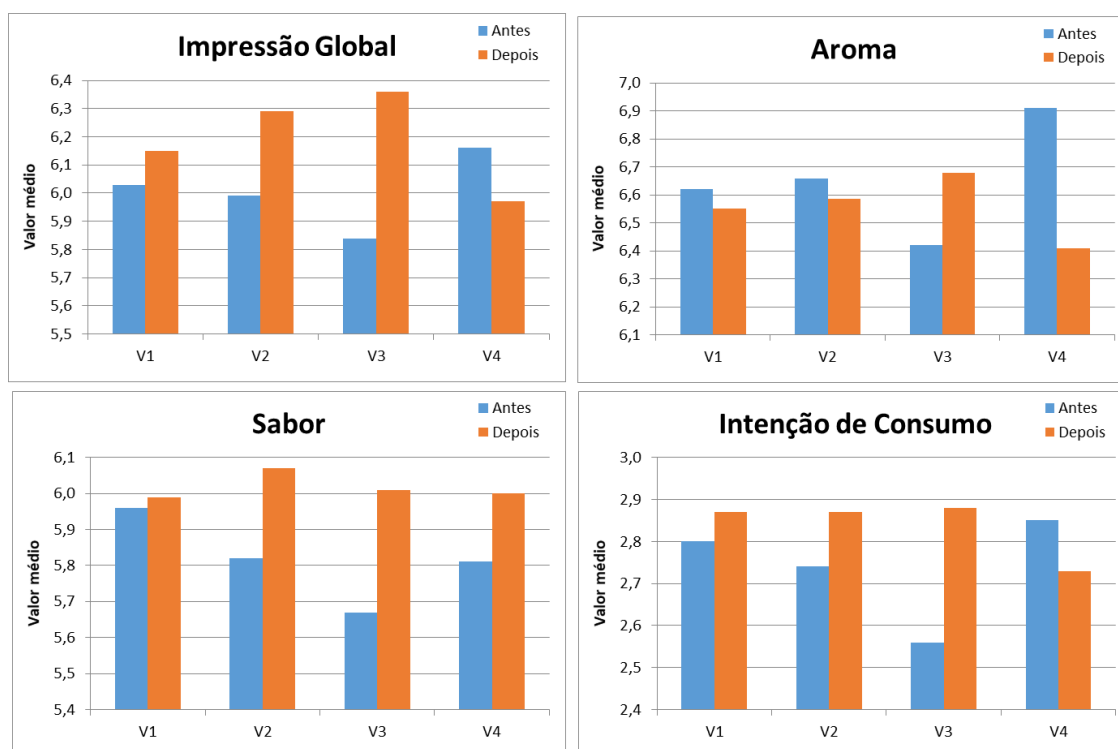 Impressão Global
Antes
Depois
Valor médio
6,4
6,3
6,2
6,1
6,0
5,9
5,8
5,7
5,6
5,5
V1 V2 V3 V4
Aroma
Antes
Depois
Valor médio
7,0
6,9
6,8
6,7
6,6
6,5
6,4
6,3
6,2
6,1
V1 V2 V3 V4
Sabor
Antes
Depois
Valor médio
6,1
6,0
5,9
5,8
5,7
5,6
5,5
5,4
V1 V2 V3 V4
Intenção de Consumo
Antes
Depois
Valor médio
3,0
2,9
2,8
2,7
2,6
2,5
2,4
V1 V2 V3 V4